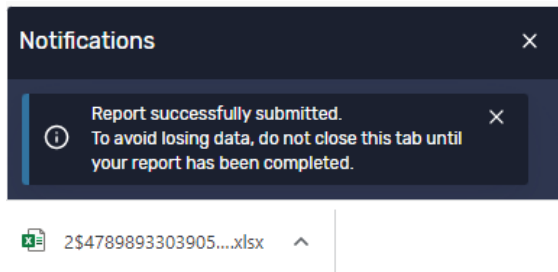 Notifications
Report successfully submitted.
To avoid losing data, do not close this tab until
your report has been completed.
2$4789893303905....xlsx